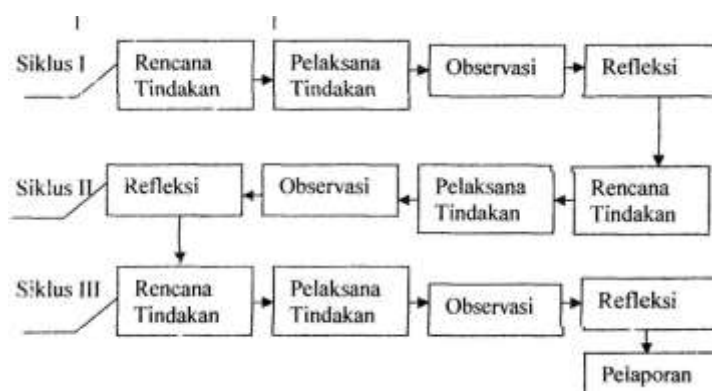 Siklus I
Rencana
Tindakan
Pelaksana
Tindakan
Observasi
Refleksi
Siklus II
Refleksi
Observasi
Pelaksana
Tindakan
Rencana
Tindakan
Siklus III
Rencana
Tindakan
Pelaksana
Tindakan
Observasi
Refleksi
Pelaporan